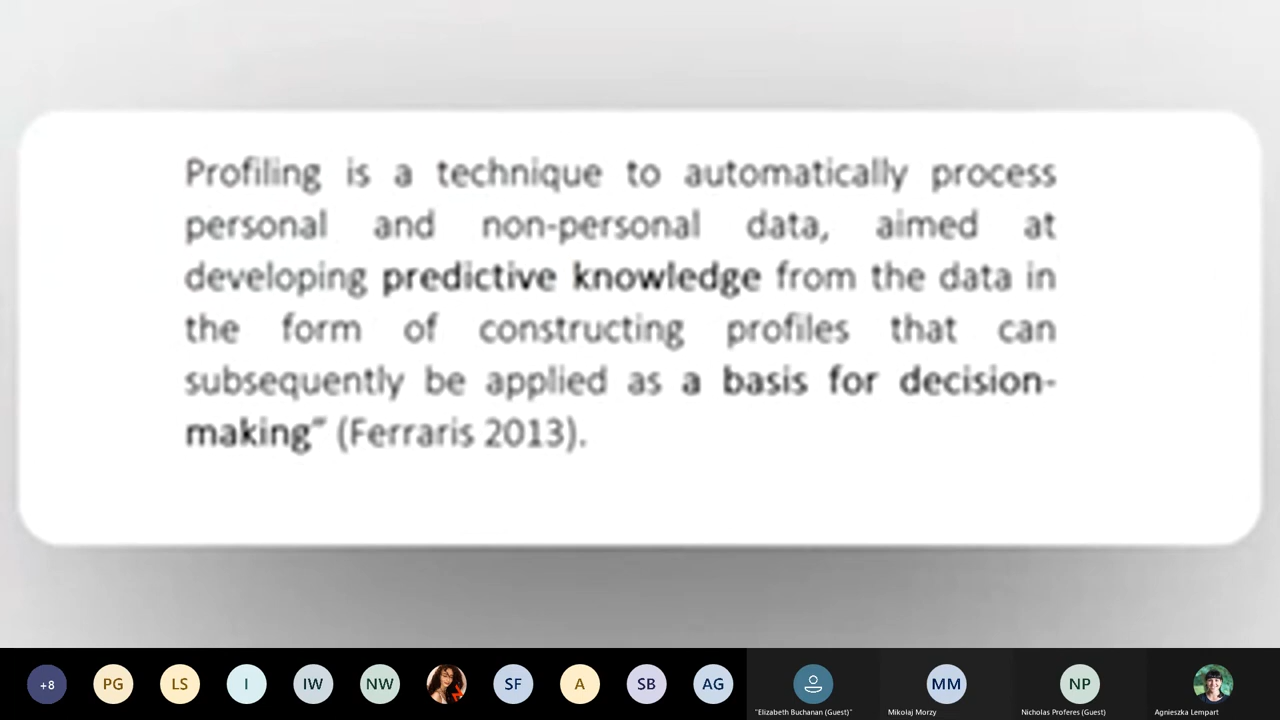 Profiling is a technique to automatically process
personal and non-personal data, aimed at
developing predictive knowledge from the data in
the form of constructing profiles that can
subsequently be applied as a basis for decision-
making” (Ferraris 2013).
+8 PG LS I IW NW SF A SB AG MM NP
"Elizabeth Buchanan (Guest)" Mikołaj Morzy Nicholas Proferes (Guest) Agnieszka Lempart